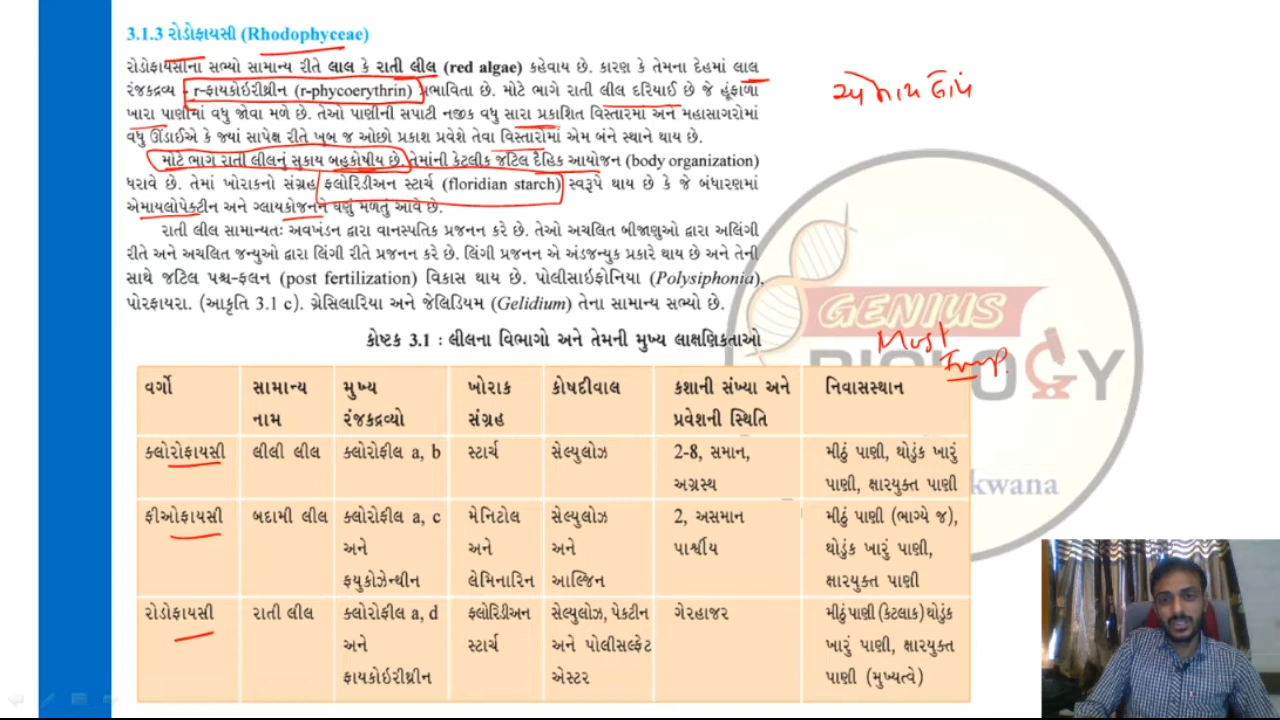 3.1.3 રોડોફાયસી (Rhodophyceae)
રોડોફાયસીના સભ્યો સામાન્ય રીતે લાલ કે રાતી લીલ (red algae) કહેવાય છે. કારણ કે તેમના દેહમાં લાલ
રંજકદ્રવ્ય - r-ફાયકોઇરીથ્રીન (r-phycoerythrin) પ્રભાવિતા છે. મોટે ભાગે રાતી લીલ દરિયાઈ છે જે હૂંફાળા
ખારા પાણીમાં વધુ જોવા મળે છે. તેઓ પાણીની સપાટી નજીક વધુ સારા પ્રકાશિત વિસ્તારમાં અને મહાસાગરોમાં
વધુ ઊંડાઈએ કે જ્યાં સાપેક્ષ રીતે ખુબ જ ઓછો પ્રકાશ પ્રવેશે તેવા વિસ્તારોમાં એમ બંને સ્થાને થાય છે.
મોટે ભાગે રાતી લીલનું સુકાય બહુકોષીય છે. તેમાંની કેટલીક જટિલ દૈહિક આયોજન (body organization)
ધરાવે છે. તેમાં ખોરાકનો સંગ્રહ ફ્લોરિડીઅન સ્ટાર્ચ (floridian starch) સ્વરૂપે થાય છે કે જે બંધારણમાં
એમાયલોપેક્ટીન અને ગ્લાયકોજનને ઘણું મળતું આવે છે.
રાતી લીલ સામાન્યતઃ અવખંડન દ્વારા વાનસ્પતિક પ્રજનન કરે છે. તેઓ અચલિત બીજાણુઓ દ્વારા અલિંગી
રીતે અને અચલિત જન્યુઓ દ્વારા લિંગી રીતે પ્રજનન કરે છે. લિંગી પ્રજનન એ અંડજન્યુક પ્રકારે થાય છે અને તેની
સાથે જટિલ પશ્ચ-ફલન (post fertilization) વિકાસ થાય છે. પોલીસાઈફોનિયા (Polysiphonia),
પોરફાયરા. (આકૃતિ 3.1 c). ગ્રેસિલારિયા અને જેલિડિયમ (Gelidium) તેના સામાન્ય સભ્યો છે.
GENIUS
BIOLOGY
Most
Imp.
કોષ્ટક 3.1 : લીલના વિભાગો અને તેમની મુખ્ય લાક્ષણિકતાઓ
વર્ગો સામાન્ય મુખ્ય ખોરાક કોષદીવાલ કશાની સંખ્યા અને નિવાસસ્થાન
નામ રંજકદ્રવ્યો સંગ્રહ પ્રવેશની સ્થિતિ
ક્લોરોફાયસી લીલી લીલ ક્લોરોફીલ a, b સ્ટાર્ચ સેલ્યુલોઝ 2-8, સમાન, મીઠું પાણી, થોડુંક ખારું
અગ્રસ્થ પાણી, ક્ષારયુક્ત પાણી
kwana
ફીઓફાયસી બદામી લીલ ક્લોરોફીલ a, c મેનિટોલ સેલ્યુલોઝ 2, અસમાન મીઠું પાણી (ભાગ્યે જ),
અને અને અને પાર્શ્વીય થોડુંક ખારું પાણી,
ફયુકોઝેન્થીન લેમિનારિન આલ્જિન ક્ષારયુક્ત પાણી
રોડોફાયસી રાતી લીલ ક્લોરોફીલ a, d ફ્લોરિડીઅન સેલ્યુલોઝ, પેક્ટીન ગેરહાજર મીઠું પાણી (કેટલાક) થોડુંક
અને સ્ટાર્ચ અને પોલીસલ્ફેટ ખારું પાણી, ક્ષારયુક્ત
ફાયકોઇરીથ્રીન એસ્ટર પાણી (મુખ્યત્વે)